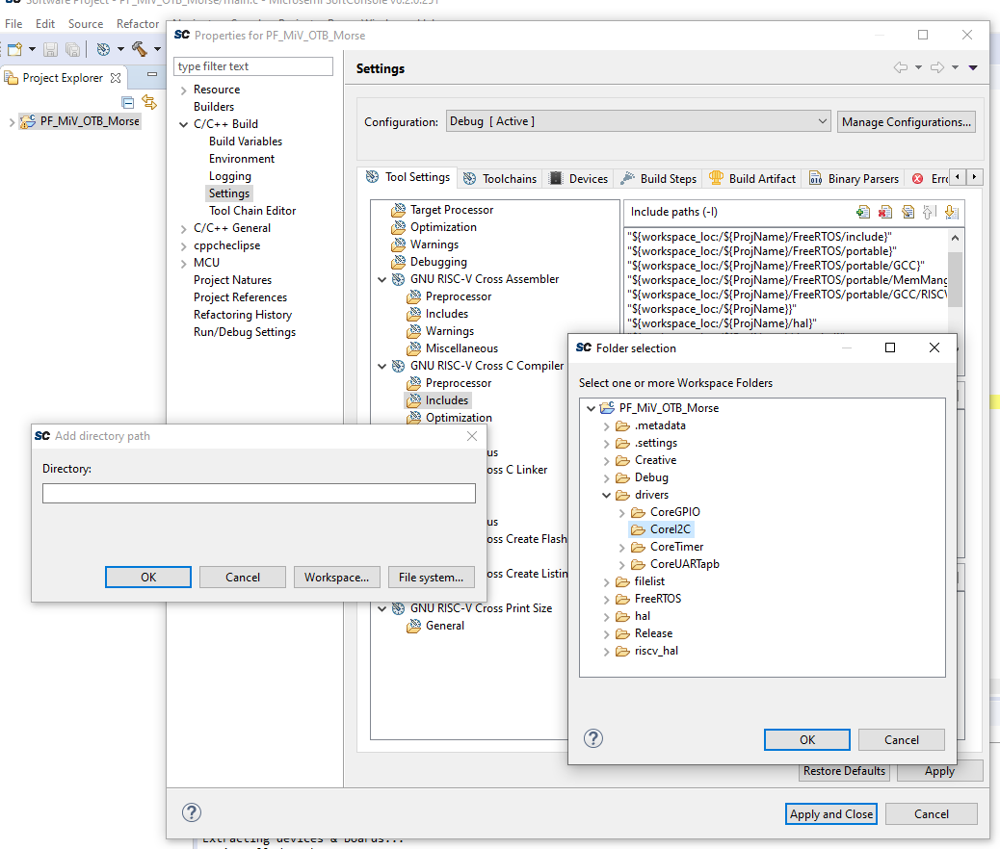 Software Project - PF_MiV_OTB_Morse/main.c - Microsemi SoftConsole v6.2.0.251
File Edit Source Refactor
SC Properties for PF_MiV_OTB_Morse
type filter text
Settings
Project Explorer
PF_MiV_OTB_Morse
Resource
Builders
C/C++ Build
Build Variables
Environment
Logging
Settings
Tool Chain Editor
C/C++ General
cppcheclipse
MCU
Project Natures
Project References
Refactoring History
Run/Debug Settings
Configuration: Debug [ Active ] Manage Configurations...
Tool Settings Toolchains Devices Build Steps Build Artifact Binary Parsers Erro
Target Processor
Optimization
Warnings
Debugging
GNU RISC-V Cross Assembler
Preprocessor
Includes
Warnings
Miscellaneous
GNU RISC-V Cross C Compiler
Preprocessor
Includes
Optimization
us
oss C Linker
us
oss Create Flash
oss Create Listin
GNU RISC-V Cross Print Size
General
Include paths (-I)
"${workspace_loc:/${ProjName}/FreeRTOS/include}"
"${workspace_loc:/${ProjName}/FreeRTOS/portable}"
"${workspace_loc:/${ProjName}/FreeRTOS/portable/GCC}"
"${workspace_loc:/${ProjName}/FreeRTOS/portable/MemMang
"${workspace_loc:/${ProjName}/FreeRTOS/portable/GCC/RISCV
"${workspace_loc:/${ProjName}}"
"${workspace_loc:/${ProjName}/hal}"
SC Folder selection
Select one or more Workspace Folders
PF_MiV_OTB_Morse
.metadata
.settings
Creative
Debug
drivers
CoreGPIO
CoreI2C
CoreTimer
CoreUARTapb
filelist
FreeRTOS
hal
Release
riscv_hal
OK Cancel
SC Add directory path
Directory:
OK Cancel Workspace... File system...
Restore Defaults Apply
Apply and Close Cancel
Extracting devices & boards...